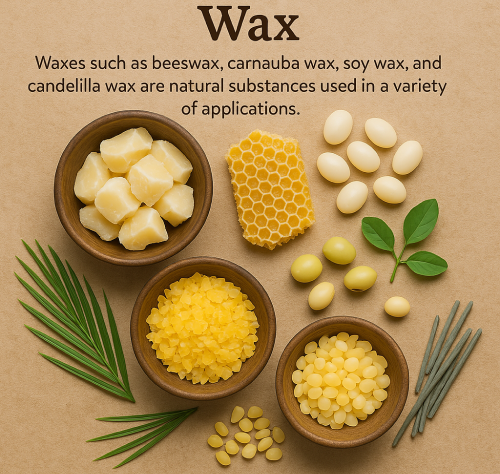 Wax
Waxes such as beeswax, carnauba wax, soy wax, and
candelilla wax are natural substances used in a variety
of applications.